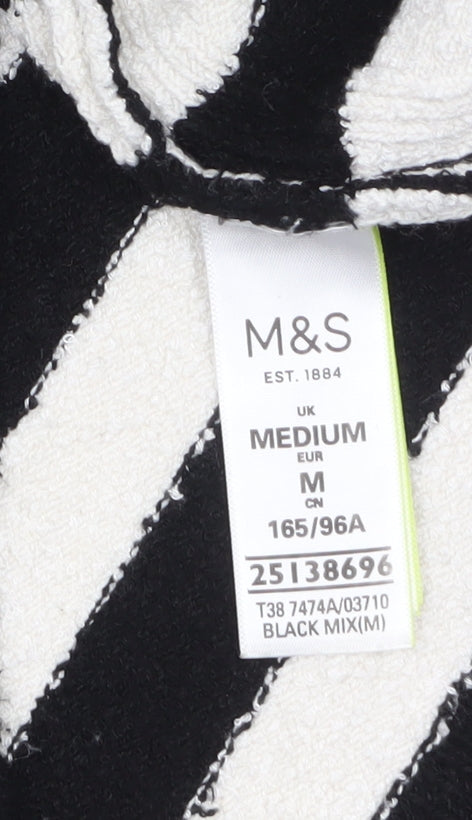 M&S
EST. 1884
UK
MEDIUM
EUR
M
CN
165/96A
25138696
T38 7474A/03710
BLACK MIX(M)